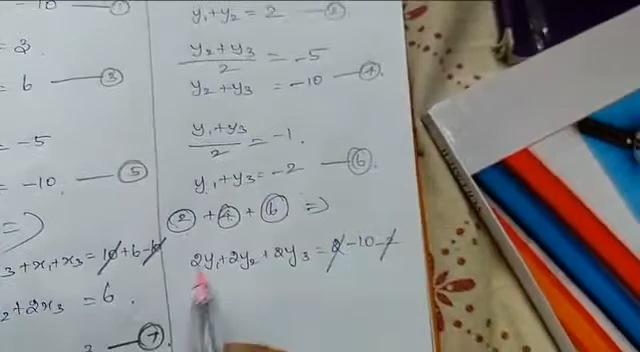 - 10 ①
= 2
= 6 ③
= -5
= -10 ⑤
=>
3 + x₁ + x₃ = 10 + 6 - 10
2 + 2x₃ = 6 .
⑦
y₁ + y₂ = 2 ②
y₂ + y₃ / 2 = -5
y₂ + y₃ = -10 ④.
y₁ + y₃ / 2 = -1 .
y₁ + y₃ = -2 ⑥.
② + ④ + ⑥ =>
2y₁ + 2y₂ + 2y₃ = 2 - 10 - 2